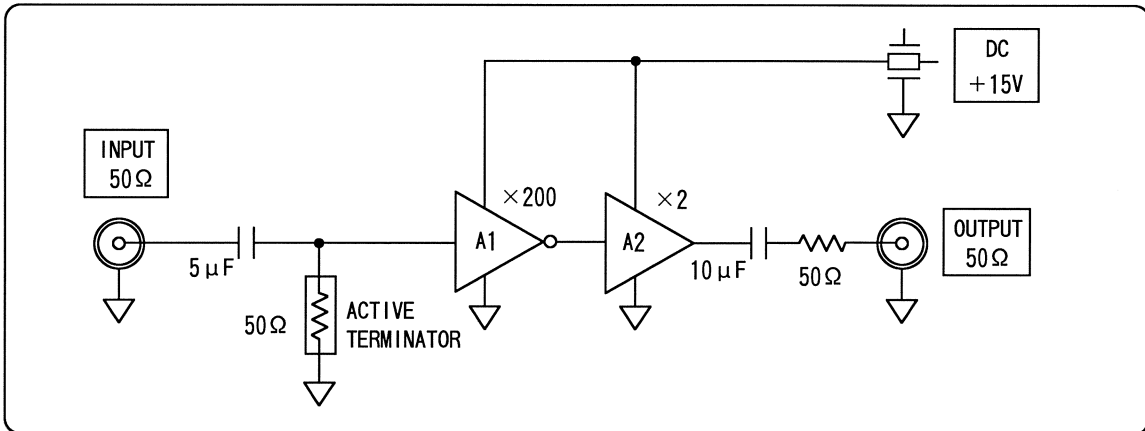 DC
+15V
INPUT
50Ω
×200
×2
A1
A2
OUTPUT
50Ω
5μF
10μF
50Ω
50Ω
ACTIVE
TERMINATOR